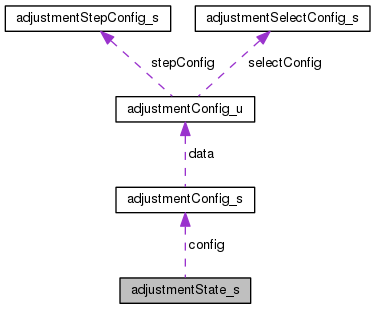 adjustmentStepConfig_s
adjustmentSelectConfig_s
stepConfig
selectConfig
adjustmentConfig_u
data
adjustmentConfig_s
config
adjustmentState_s